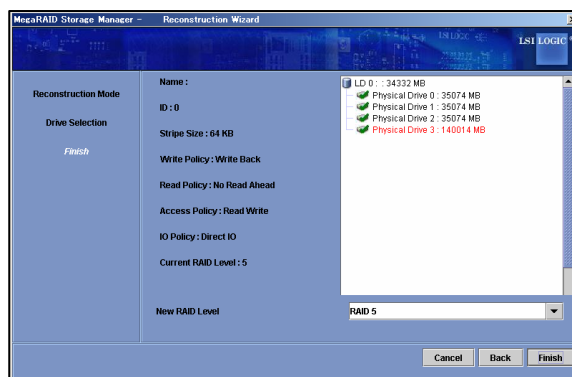 MegaRAID Storage Manager - Reconstruction Wizard
LSI LOGIC
Reconstruction Mode
Drive Selection
Finish
Name :
ID : 0
Stripe Size : 64 KB
Write Policy : Write Back
Read Policy : No Read Ahead
Access Policy : Read Write
IO Policy : Direct IO
Current RAID Level : 5
New RAID Level
LD 0 : : 34332 MB
Physical Drive 0 : 35074 MB
Physical Drive 1 : 35074 MB
Physical Drive 2 : 35074 MB
Physical Drive 3 : 140014 MB
RAID 5
Cancel Back Finish